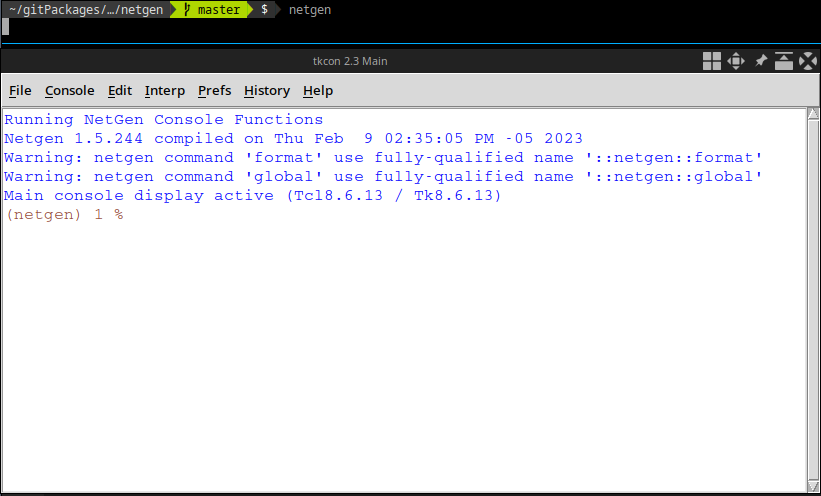 ~/gitPackages/…/netgen master $ netgen
tkcon 2.3 Main
File Console Edit Interp Prefs History Help
Running NetGen Console Functions
Netgen 1.5.244 compiled on Thu Feb  9 02:35:05 PM -05 2023
Warning: netgen command 'format' use fully-qualified name '::netgen::format'
Warning: netgen command 'global' use fully-qualified name '::netgen::global'
Main console display active (Tcl8.6.13 / Tk8.6.13)
(netgen) 1 %